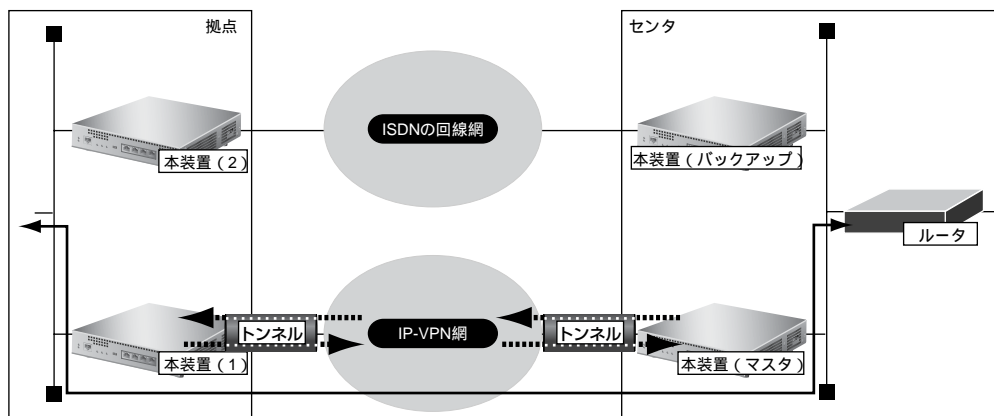 拠点
センタ
ISDNの回線網
本装置（2）
本装置（バックアップ）
ルータ
トンネル
IP-VPN網
トンネル
本装置（1）
本装置（マスタ）